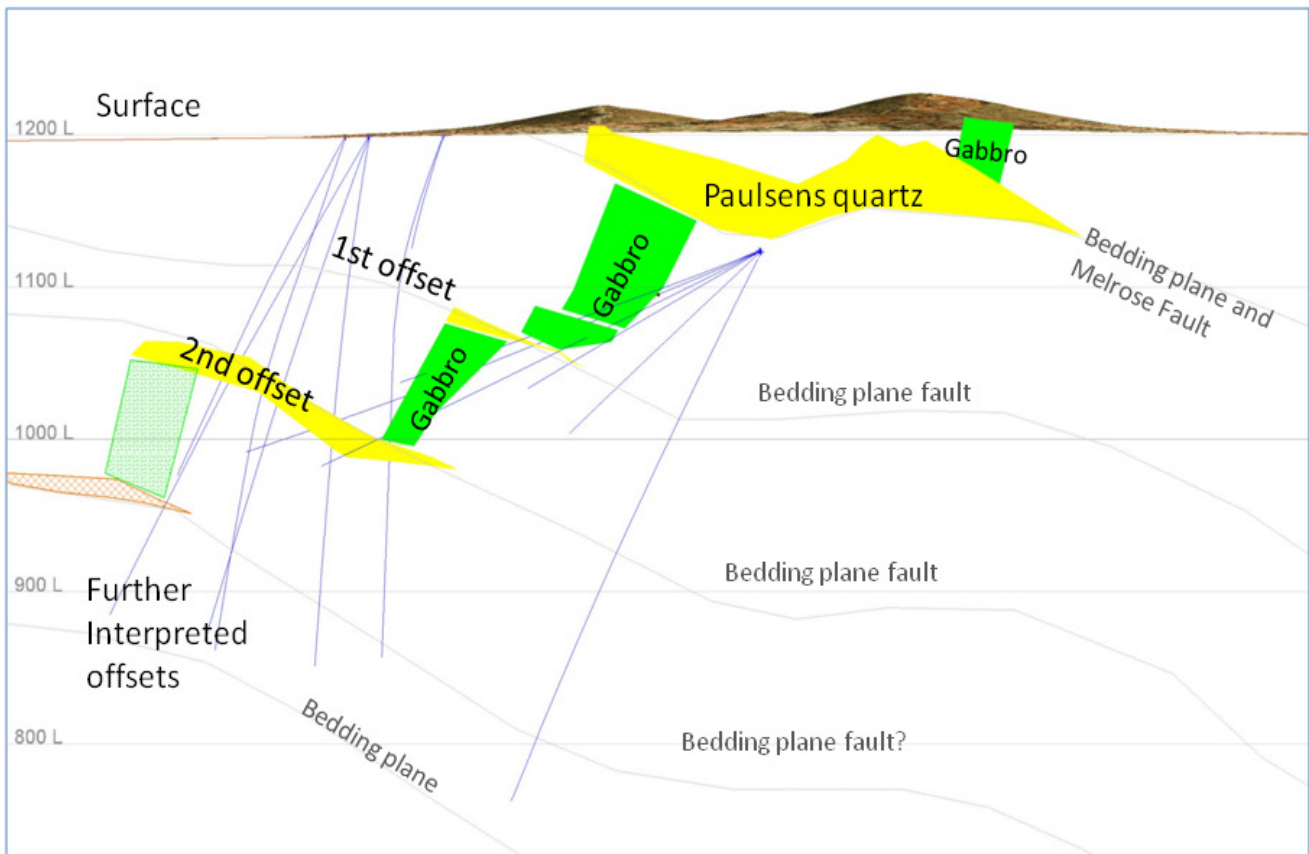 Surface
1200 L
Gabbro
Paulsens quartz
Gabbro
1st offset
1100 L
Bedding plane and
Melrose Fault
2nd offset
Gabbro
Bedding plane fault
1000 L
Bedding plane fault
900 L
Further
Interpreted
offsets
Bedding plane
800 L
Bedding plane fault?